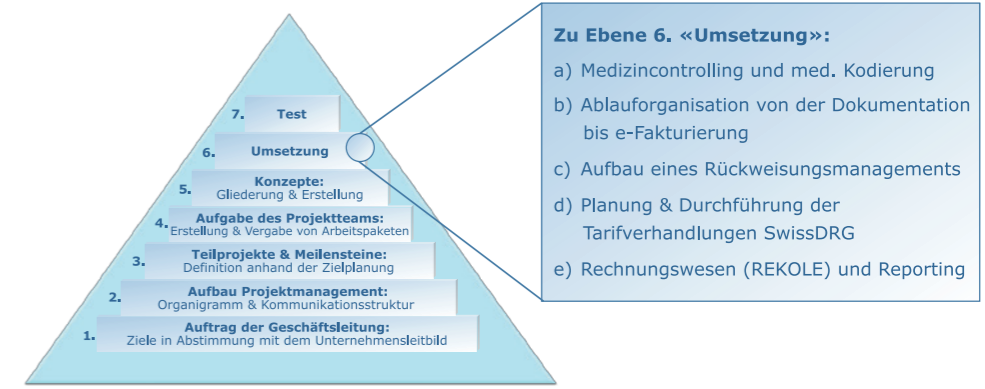 7. Test
6. Umsetzung
5. Konzepte:
Gliederung & Erstellung
4. Aufgabe des Projektteams:
Erstellung & Vergabe von Arbeitspaketen
3. Teilprojekte & Meilensteine:
Definition anhand der Zielplanung
2. Aufbau Projektmanagement:
Organigramm & Kommunikationsstruktur
1. Auftrag der Geschäftsleitung:
Ziele in Abstimmung mit dem Unternehmensleitbild
Zu Ebene 6. «Umsetzung»:
a) Medizincontrolling und med. Kodierung
b) Ablauforganisation von der Dokumentation
bis e-Fakturierung
c) Aufbau eines Rückweisungsmanagements
d) Planung & Durchführung der
Tarifverhandlungen SwissDRG
e) Rechnungswesen (REKOLE) und Reporting